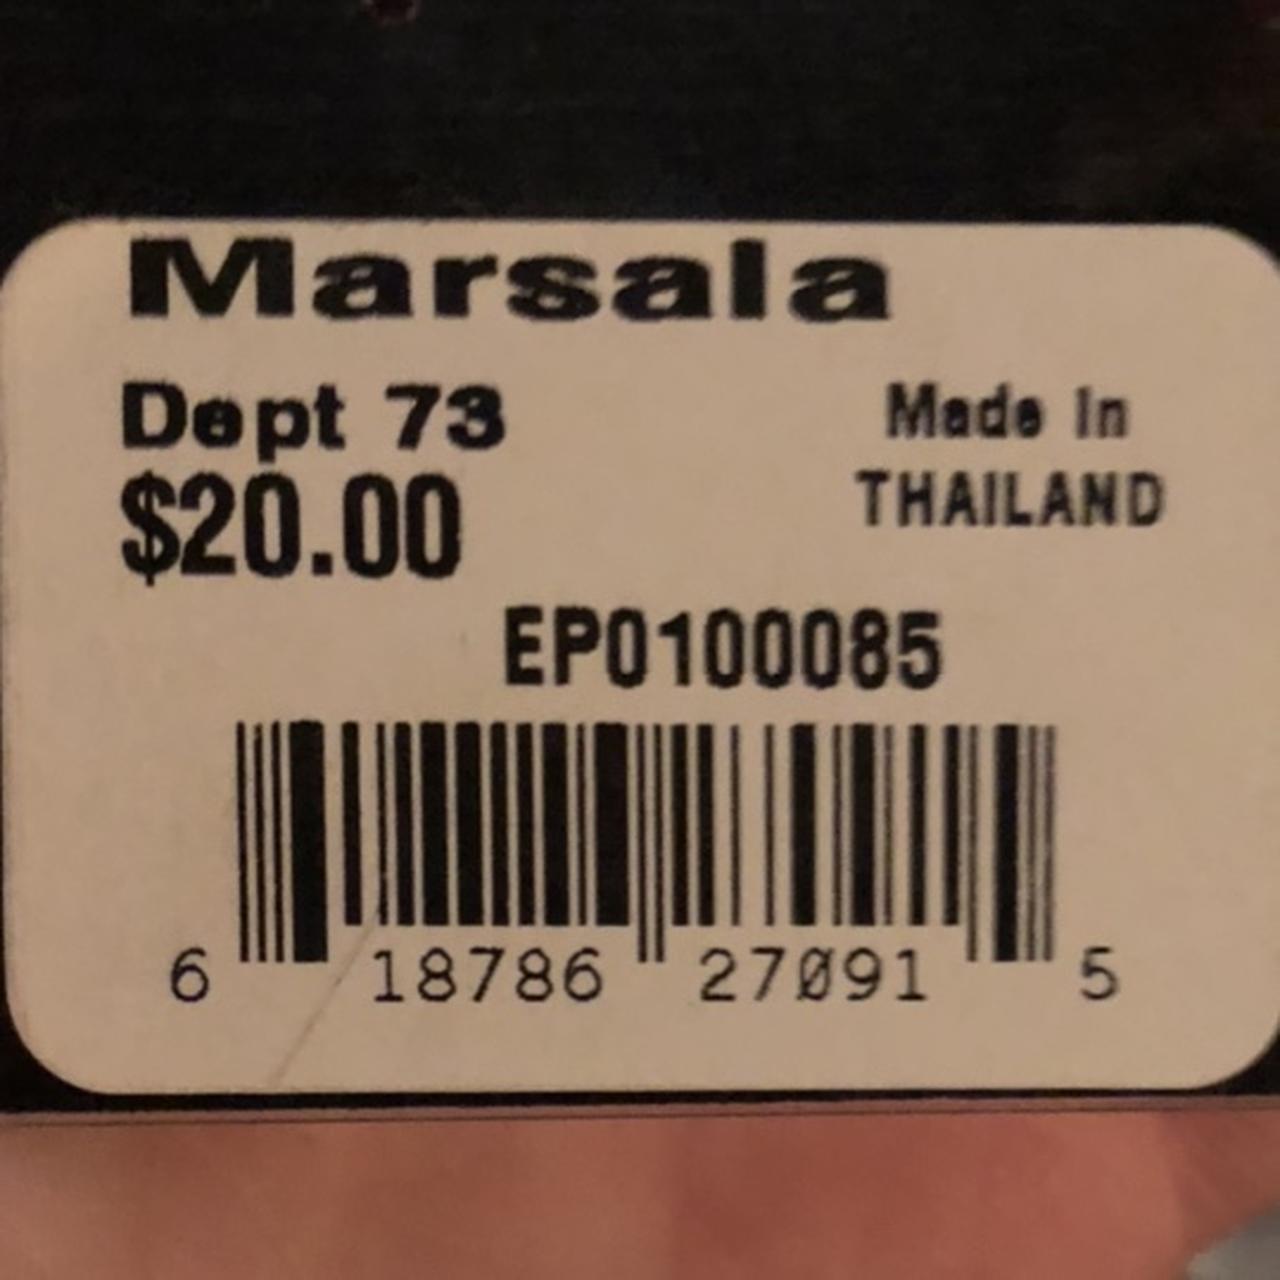 Marsala
Dept 73
Made In
$20.00
THAILAND
EP0100085
6 18786 27091 5